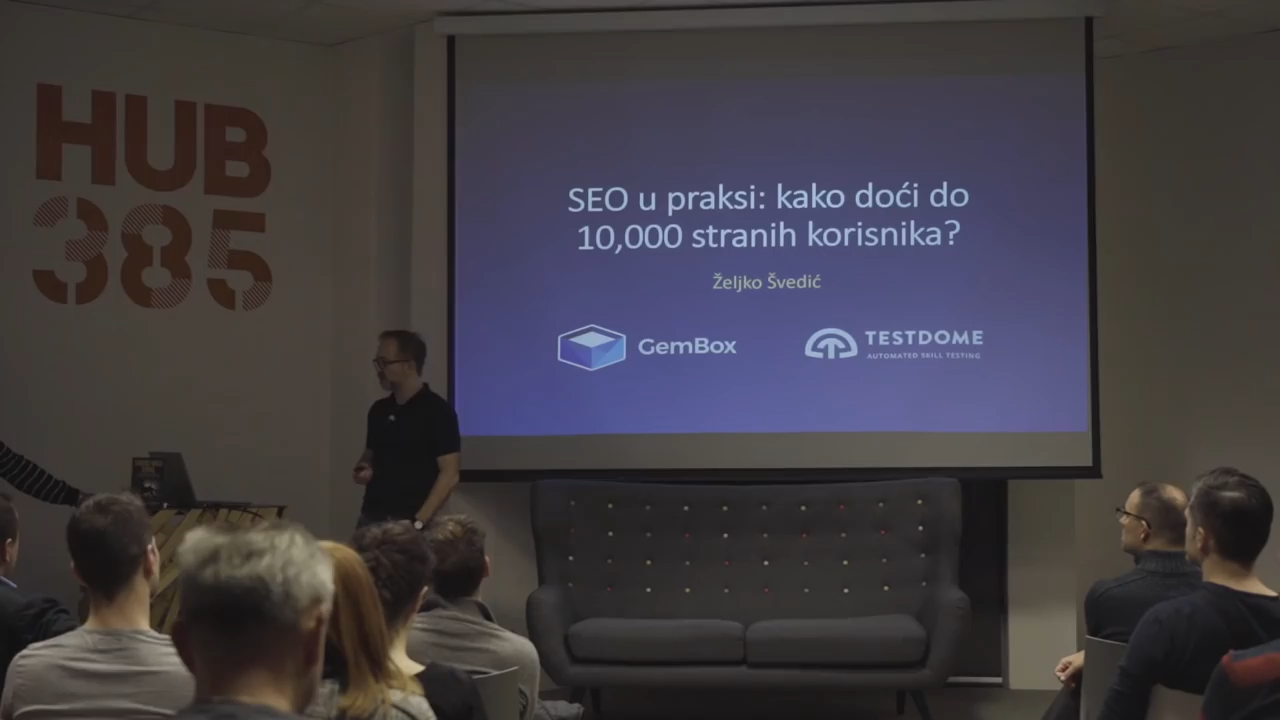 HUB
385
SEO u praksi: kako doći do
10,000 stranih korisnika?
Željko Švedić
GemBox
TESTDOME
AUTOMATED SKILL TESTING